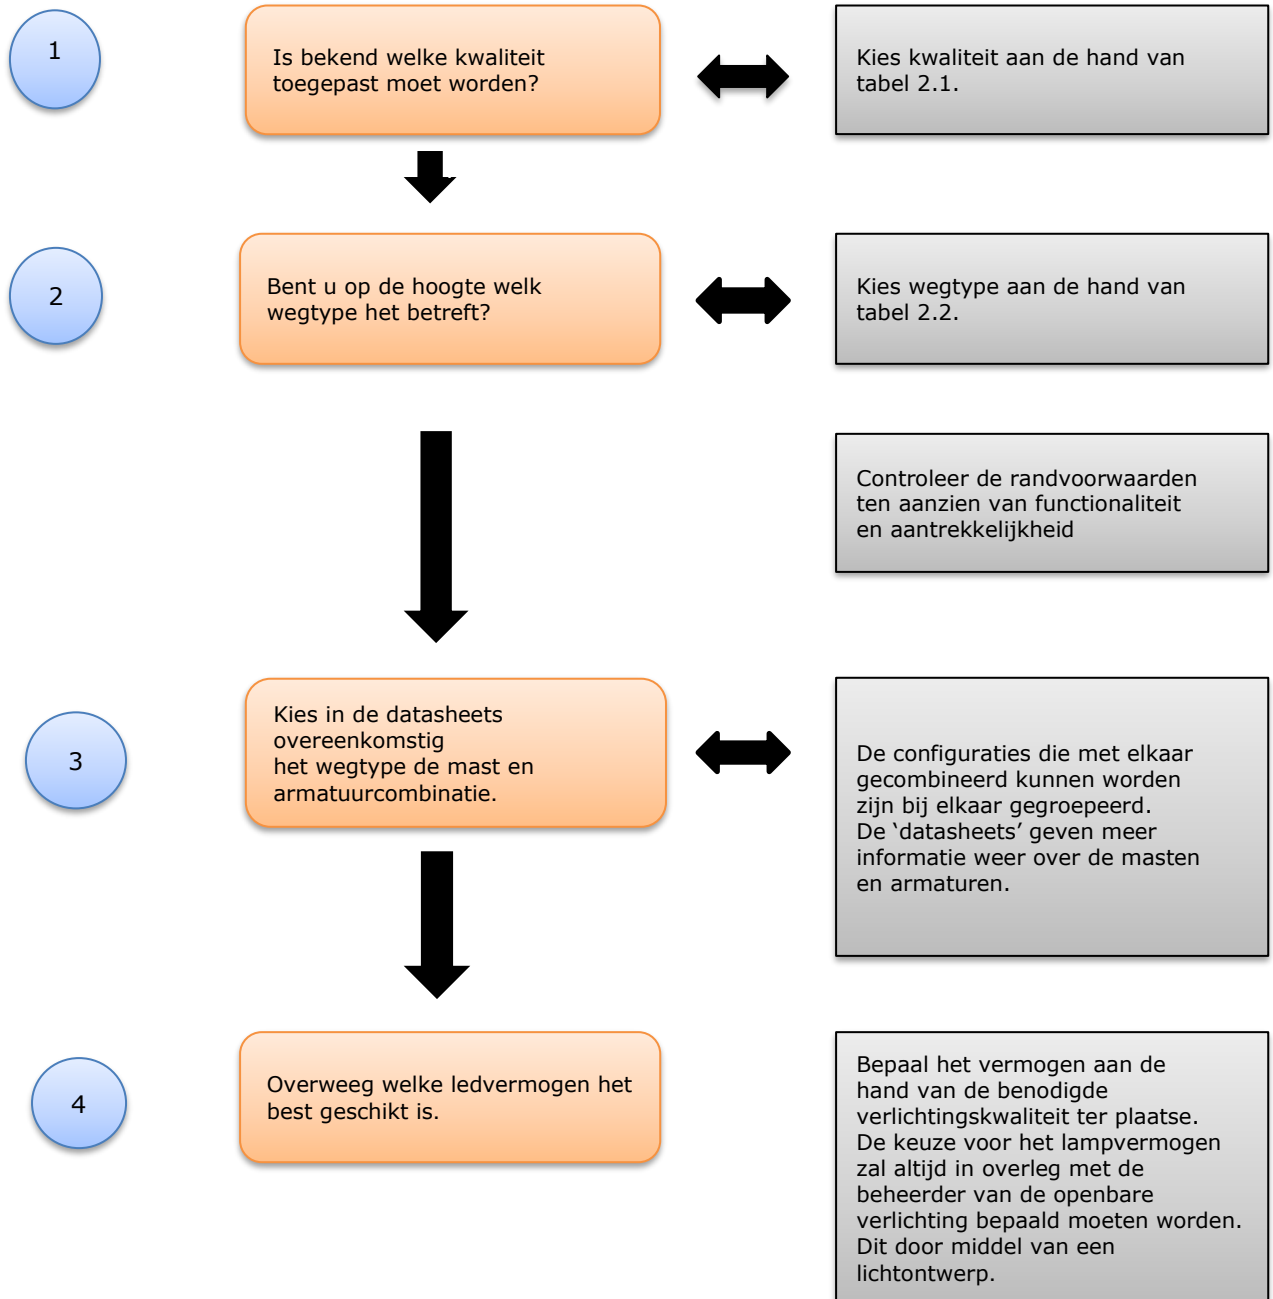 1
Is bekend welke kwaliteit
toegepast moet worden?
Kies kwaliteit aan de hand van
tabel 2.1.
2
Bent u op de hoogte welk
wegtype het betreft?
Kies wegtype aan de hand van
tabel 2.2.
Controleer de randvoorwaarden
ten aanzien van functionaliteit
en aantrekkelijkheid
3
Kies in de datasheets
overeenkomstig
het wegtype de mast en
armatuurcombinatie.
De configuraties die met elkaar
gecombineerd kunnen worden
zijn bij elkaar gegroepeerd.
De ‘datasheets’ geven meer
informatie weer over de masten
en armaturen.
4
Overweeg welke ledvermogen het
best geschikt is.
Bepaal het vermogen aan de
hand van de benodigde
verlichtingskwaliteit ter plaatse.
De keuze voor het lampvermogen
zal altijd in overleg met de
beheerder van de openbare
verlichting bepaald moeten worden.
Dit door middel van een
lichtontwerp.